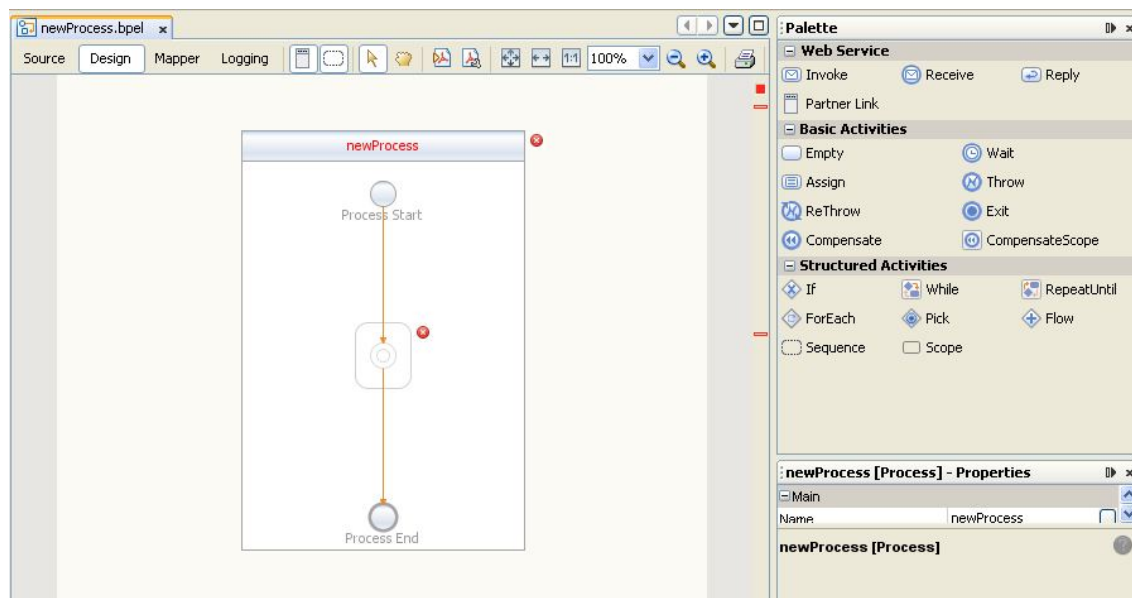 newProcess.bpel
Source Design Mapper Logging 1:1 100%
newProcess
Process Start
Process End
Palette
Web Service
Invoke Receive Reply
Partner Link
Basic Activities
Empty Wait
Assign Throw
ReThrow Exit
Compensate CompensateScope
Structured Activities
If While RepeatUntil
ForEach Pick Flow
Sequence Scope
newProcess [Process] - Properties
Main
Name newProcess
newProcess [Process]